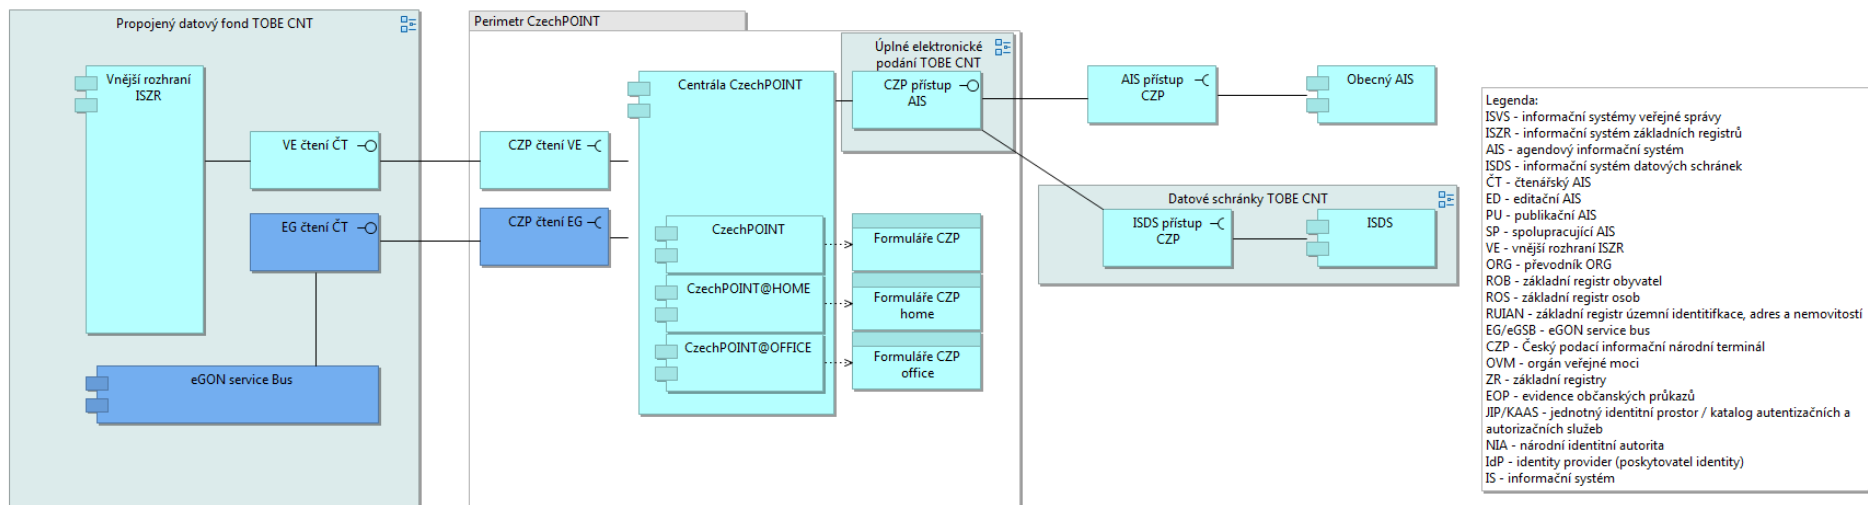 Propojený datový fond TOBE CNT
Vnější rozhraní
ISZR
VE čtení ČT
EG čtení ČT
eGON service Bus
Perimetr CzechPOINT
CZP čtení VE
CZP čtení EG
Centrála CzechPOINT
CzechPOINT
CzechPOINT@HOME
CzechPOINT@OFFICE
Formuláře CZP
Formuláře CZP
home
Formuláře CZP
office
Úplné elektronické
podání TOBE CNT
CZP přístup
AIS
AIS přístup
CZP
Obecný AIS
Datové schránky TOBE CNT
ISDS přístup
CZP
ISDS
Legenda:
ISVS - informační systémy veřejné správy
ISZR - informační systém základních registrů
AIS - agendový informační systém
ISDS - informační systém datových schránek
ČT - čtenářský AIS
ED - editační AIS
PU - publikační AIS
SP - spolupracující AIS
VE - vnější rozhraní ISZR
ORG - převodník ORG
ROB - základní registr obyvatel
ROS - základní registr osob
RUIAN - základní registr územní identitifkace, adres a nemovitostí
EG/eGSB - eGON service bus
CZP - Český podací informační národní terminál
OVM - orgán veřejné moci
ZR - základní registry
EOP - evidence občanských průkazů
JIP/KAAS - jednotný identitní prostor / katalog autentizačních a
autorizačních služeb
NIA - národní identitní autorita
IdP - identity provider (poskytovatel identity)
IS - informační systém